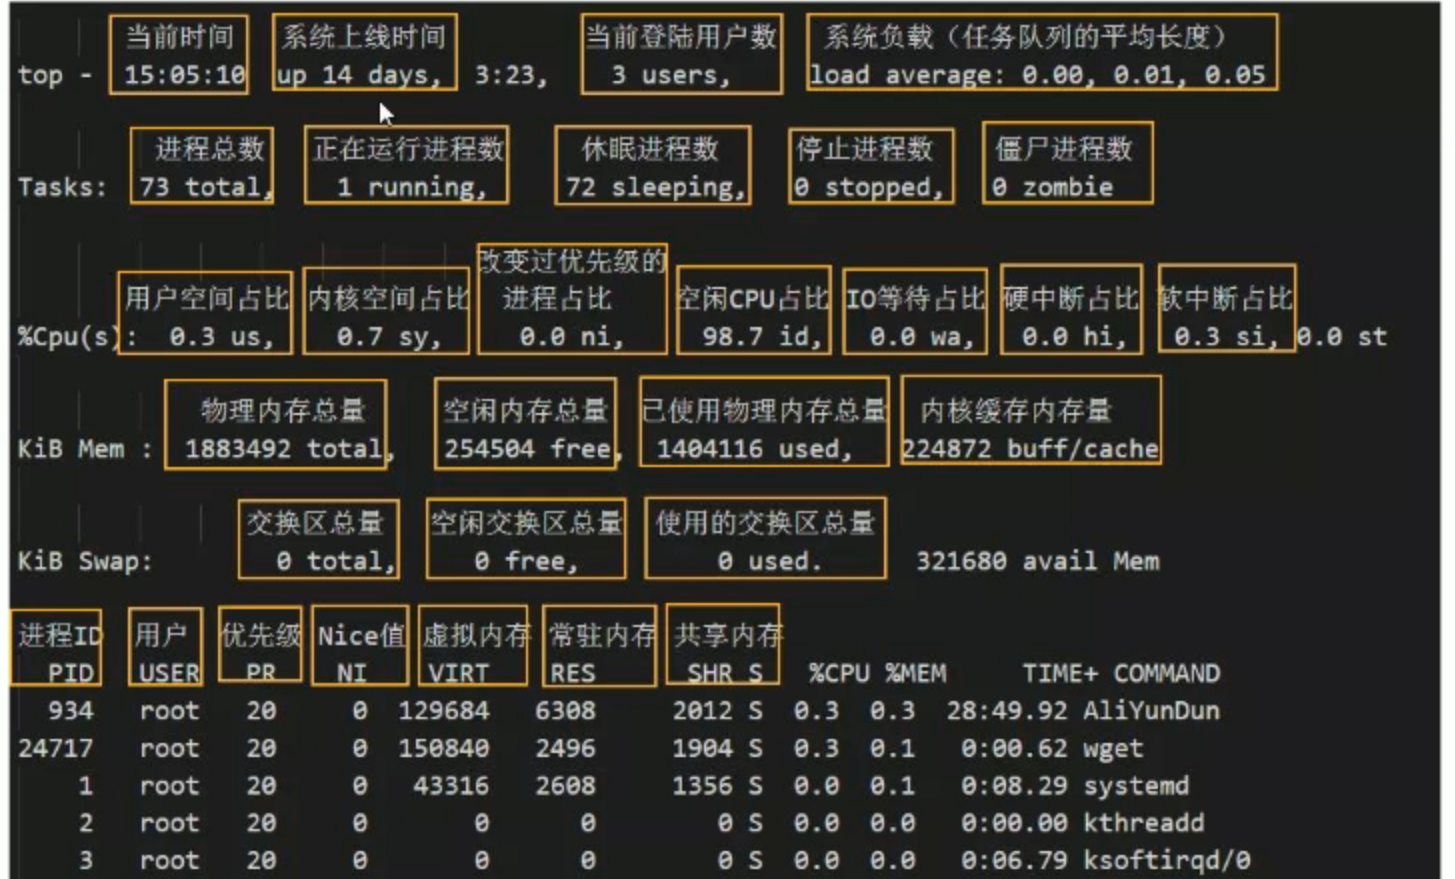 当前时间 系统上线时间 当前登陆用户数 系统负载（任务队列的平均长度）
top - 15:05:10 up 14 days, 3:23, 3 users, load average: 0.00, 0.01, 0.05
进程总数 正在运行进程数 休眠进程数 停止进程数 僵尸进程数
Tasks: 73 total, 1 running, 72 sleeping, 0 stopped, 0 zombie
改变过优先级的
用户空间占比 内核空间占比 进程占比 空闲CPU占比 IO等待占比 硬中断占比 软中断占比
%Cpu(s): 0.3 us, 0.7 sy, 0.0 ni, 98.7 id, 0.0 wa, 0.0 hi, 0.3 si, 0.0 st
物理内存总量 空闲内存总量 已使用物理内存总量 内核缓存内存量
KiB Mem : 1883492 total, 254504 free, 1404116 used, 224872 buff/cache
交换区总量 空闲交换区总量 使用的交换区总量
KiB Swap: 0 total, 0 free, 0 used. 321680 avail Mem
进程ID 用户 优先级 Nice值 虚拟内存 常驻内存 共享内存
PID USER PR NI VIRT RES SHR S %CPU %MEM TIME+ COMMAND
934 root 20 0 129684 6308 2012 S 0.3 0.3 28:49.92 AliYunDun
24717 root 20 0 150840 2496 1904 S 0.3 0.1 0:00.62 wget
1 root 20 0 43316 2608 1356 S 0.0 0.1 0:08.29 systemd
2 root 20 0 0 0 0 S 0.0 0.0 0:00.00 kthreadd
3 root 20 0 0 0 0 S 0.0 0.0 0:06.79 ksoftirqd/0